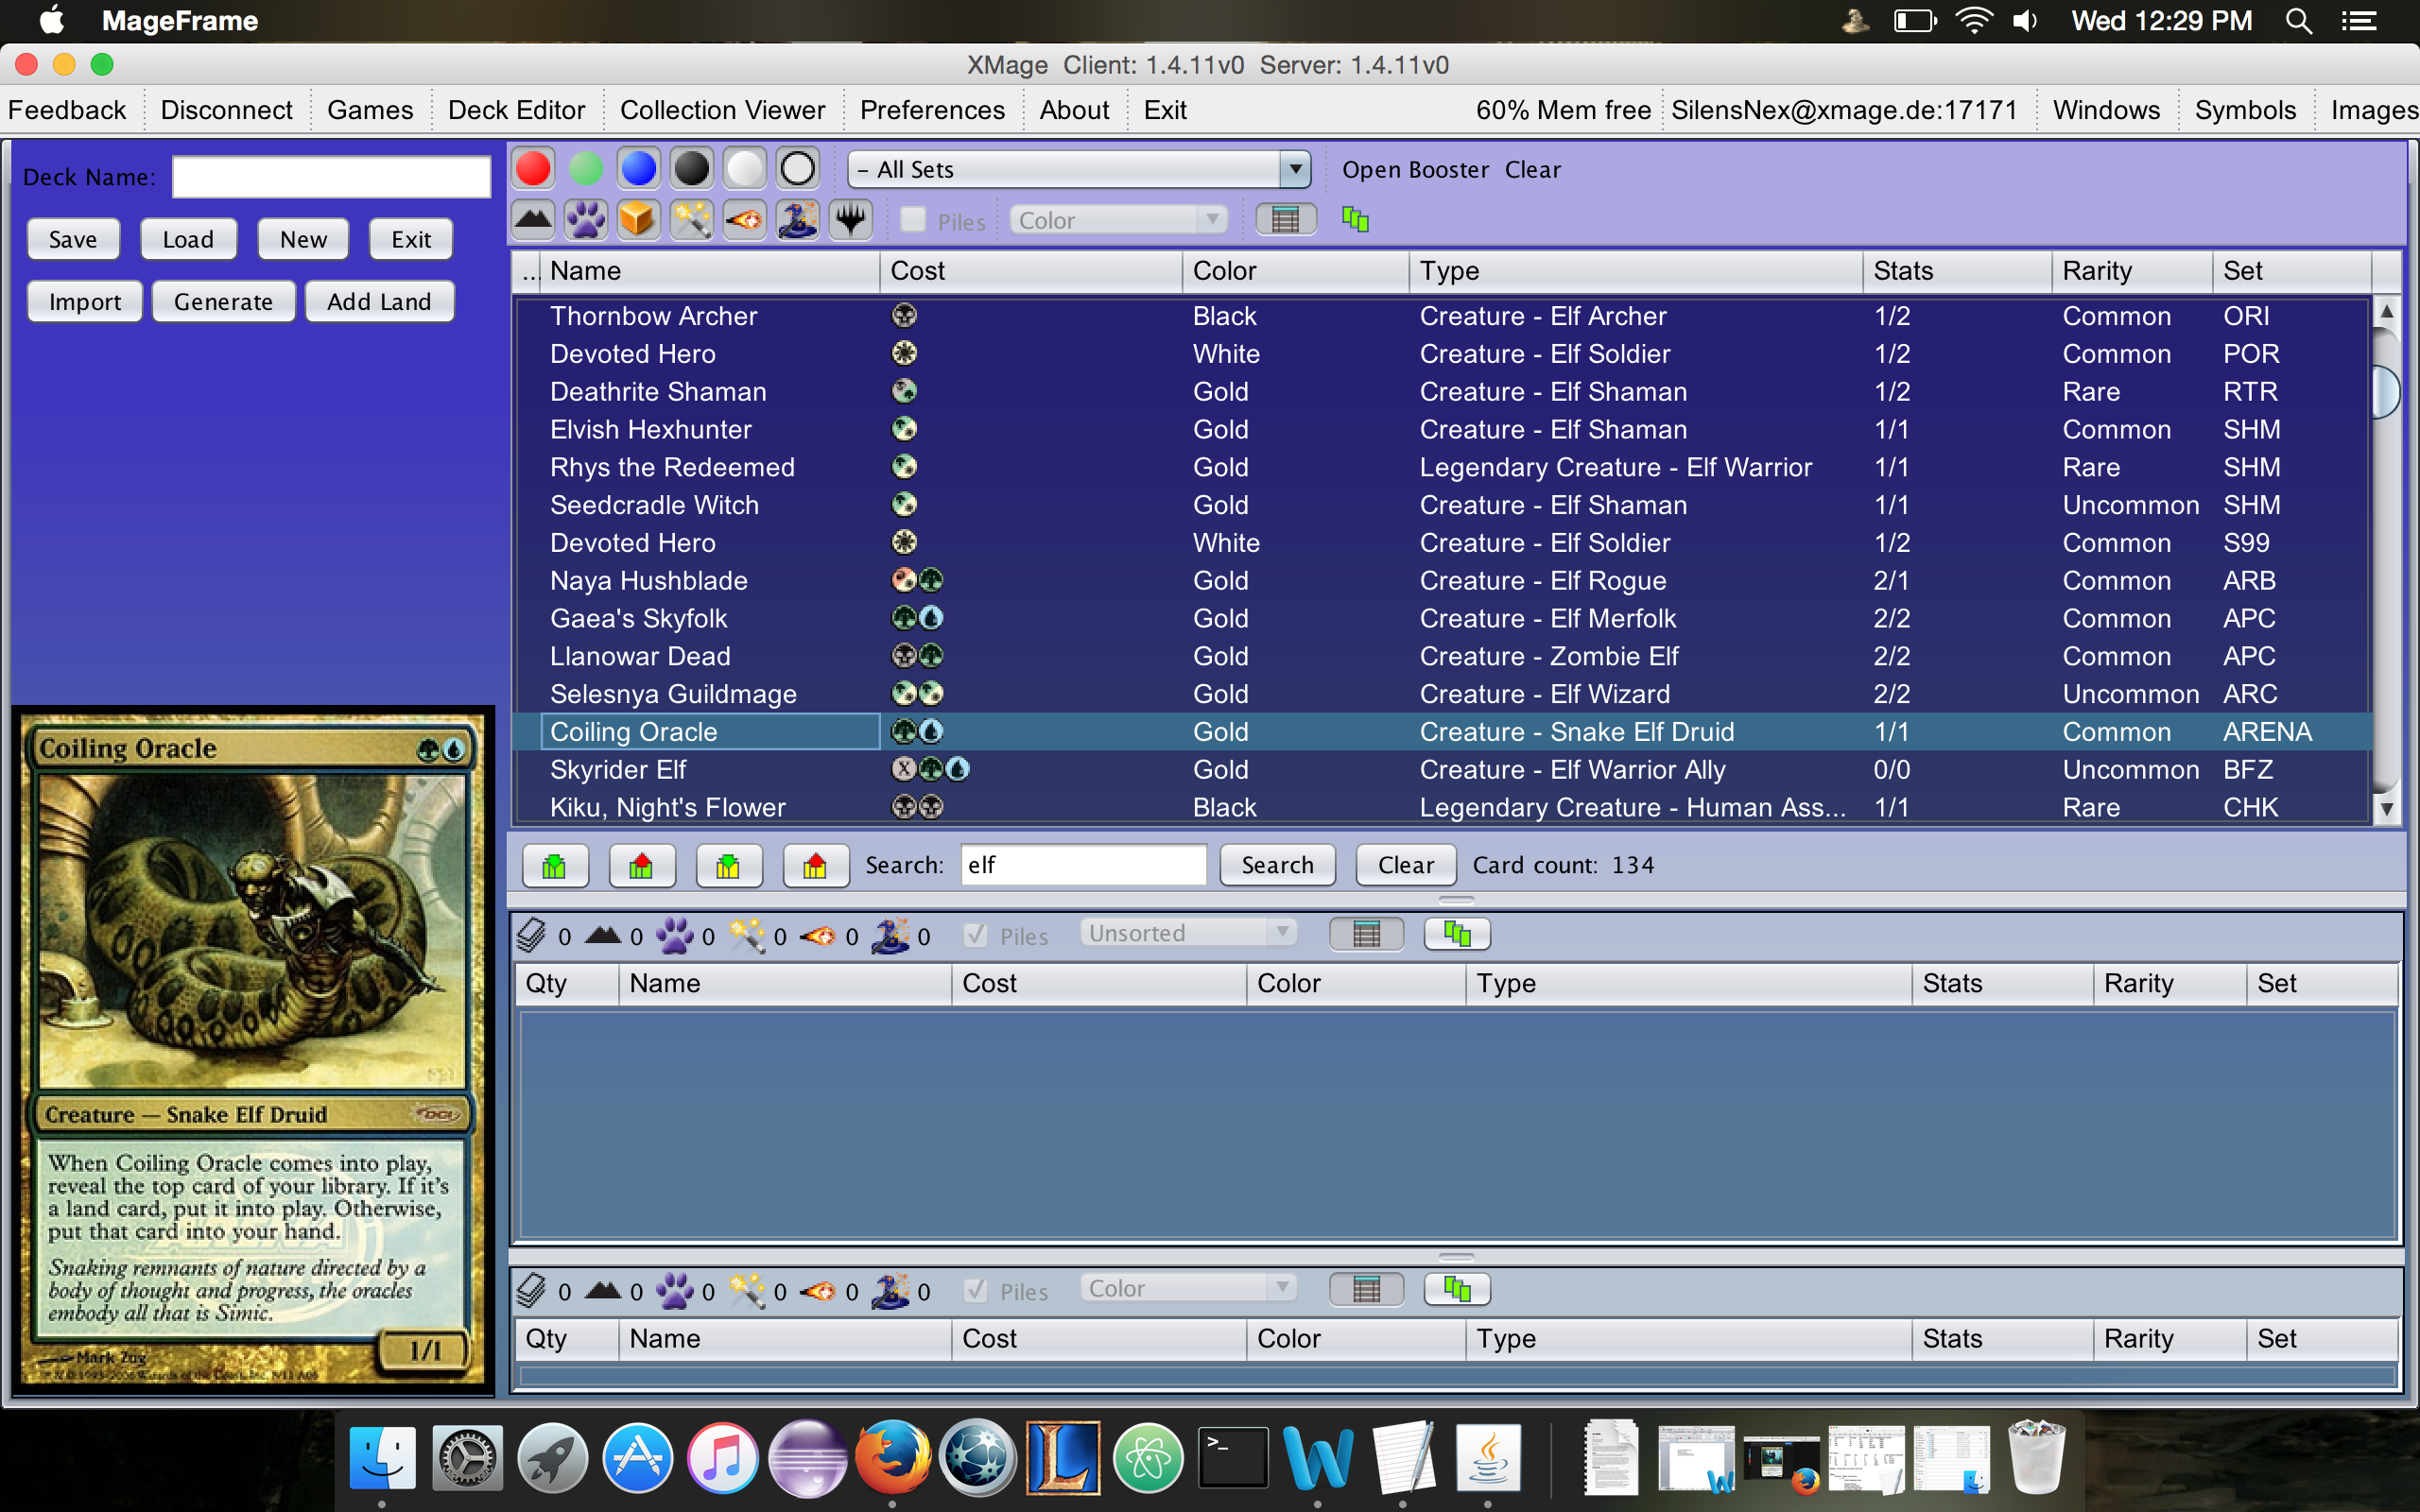 MageFrame
Wed 12:29 PM
XMage Client: 1.4.11v0 Server: 1.4.11v0
Feedback Disconnect Games Deck Editor Collection Viewer Preferences About Exit 60% Mem free SilensNex@xmage.de:17171 Windows Symbols Images
Deck Name:
Save Load New Exit
Import Generate Add Land
– All Sets Open Booster Clear
Piles Color
... Name Cost Color Type Stats Rarity Set
Thornbow Archer Black Creature - Elf Archer 1/2 Common ORI
Devoted Hero White Creature - Elf Soldier 1/2 Common POR
Deathrite Shaman Gold Creature - Elf Shaman 1/2 Rare RTR
Elvish Hexhunter Gold Creature - Elf Shaman 1/1 Common SHM
Rhys the Redeemed Gold Legendary Creature - Elf Warrior 1/1 Rare SHM
Seedcradle Witch Gold Creature - Elf Shaman 1/1 Uncommon SHM
Devoted Hero White Creature - Elf Soldier 1/2 Common S99
Naya Hushblade Gold Creature - Elf Rogue 2/1 Common ARB
Gaea's Skyfolk Gold Creature - Elf Merfolk 2/2 Common APC
Llanowar Dead Gold Creature - Zombie Elf 2/2 Common APC
Selesnya Guildmage Gold Creature - Elf Wizard 2/2 Uncommon ARC
Coiling Oracle Gold Creature - Snake Elf Druid 1/1 Common ARENA
Skyrider Elf X Gold Creature - Elf Warrior Ally 0/0 Uncommon BFZ
Kiku, Night's Flower Black Legendary Creature - Human Ass... 1/1 Rare CHK
Search: elf Search Clear Card count: 134
0 0 0 0 0 0 Piles Unsorted
Qty Name Cost Color Type Stats Rarity Set
0 0 0 0 0 0 Piles Color
Qty Name Cost Color Type Stats Rarity Set
Coiling Oracle
Creature — Snake Elf Druid
DCI
When Coiling Oracle comes into play,
reveal the top card of your library. If it's
a land card, put it into play. Otherwise,
put that card into your hand.
Snaking remnants of nature directed by a
body of thought and progress, the oracles
embody all that is Simic.
1/1
Mark Zug